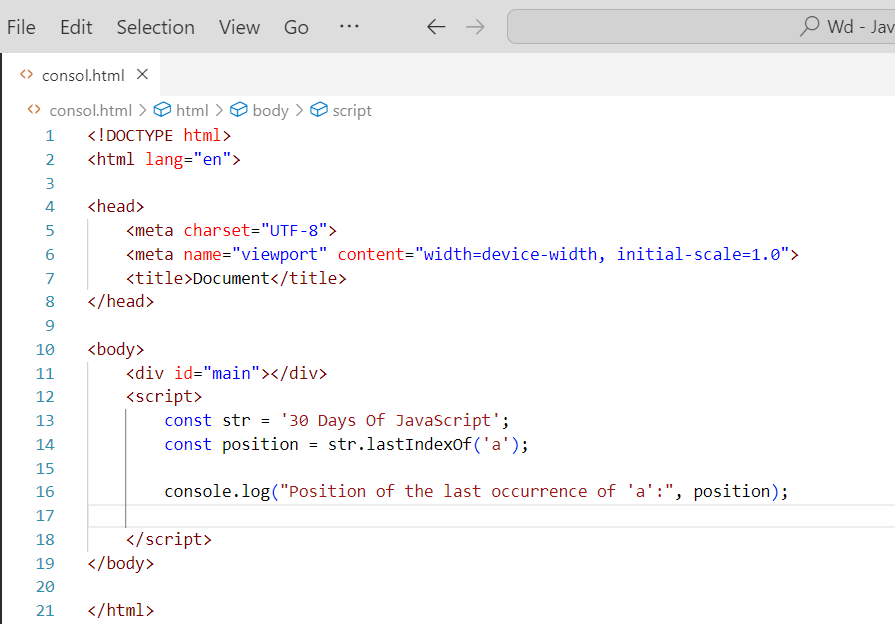 File Edit Selection View Go ··· Wd - Jav
consol.html
consol.html > html > body > script
1 <!DOCTYPE html>
2 <html lang="en">
3
4 <head>
5     <meta charset="UTF-8">
6     <meta name="viewport" content="width=device-width, initial-scale=1.0">
7     <title>Document</title>
8 </head>
9
10 <body>
11     <div id="main"></div>
12     <script>
13         const str = '30 Days Of JavaScript';
14         const position = str.lastIndexOf('a');
15
16         console.log("Position of the last occurrence of 'a':", position);
17
18     </script>
19 </body>
20
21 </html>